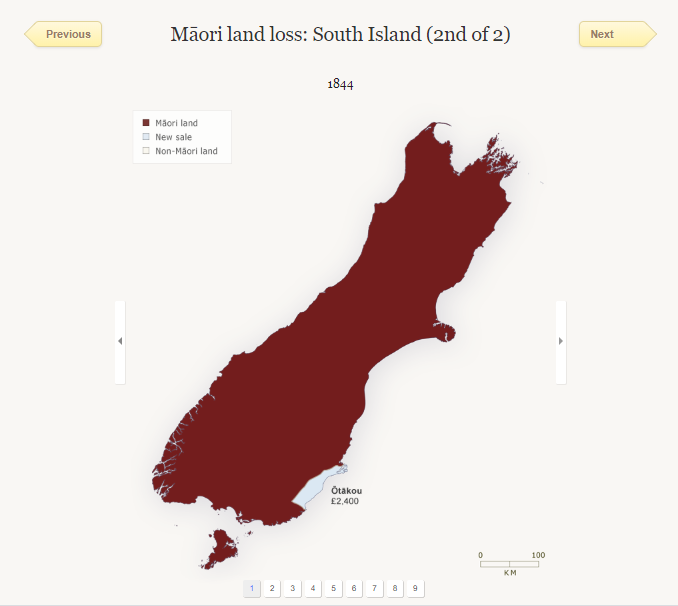 Previous
Māori land loss: South Island (2nd of 2)
Next
1844
Māori land
New sale
Non-Māori land
Ōtākou
£2,400
0 100
KM
1 2 3 4 5 6 7 8 9